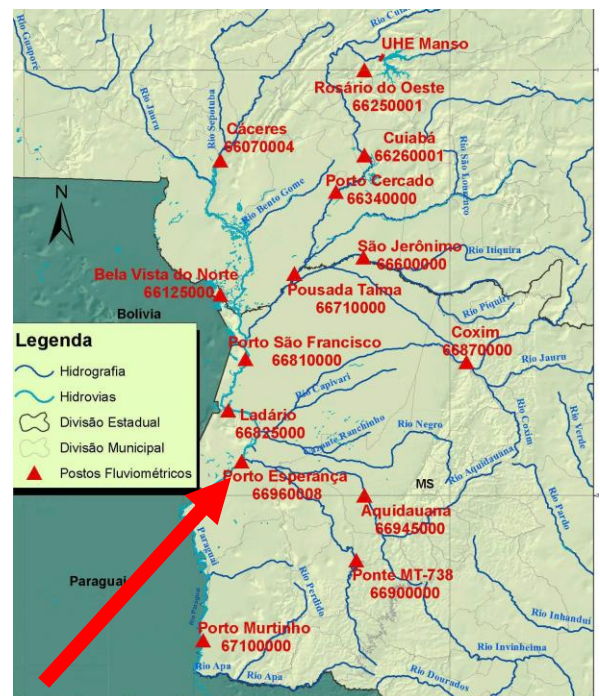 Rio Guaporé
Rio Jauru
Rio Sepotuba
Rio Cuia
UHE Manso
Rosário do Oeste
66250001
Cáceres
66070004
Cuiabá
66260001
Rio São Lourenço
Rio Bento Gome
Porto Cercado
66340000
N
São Jerônimo
66600000
Rio Itiquira
Bela Vista do Norte
66125000
Pousada Taima
66710000
Bolivia
Rio Piquiri
Legenda
Hidrografia
Hidrovias
Divisão Estadual
Divisão Municipal
Postos Fluviométricos
Porto São Francisco
66810000
Coxim
66870000
Rio Jauru
Rio Capivari
Rio Verde
Ladário
66825000
Rio Coxim
Rio Negro
Rio Aquidauana
Porto Esperança
66960008
MS
Aquidauana
66945000
Rio Pardo
Paraguai
Paraguai
Rio Perdido
Ponte MT-738
66900000
Rio Inhanduí
Porto Murtinho
67100000
Rio Invinheima
Rio Apa
Rio Apa
Rio Dourados